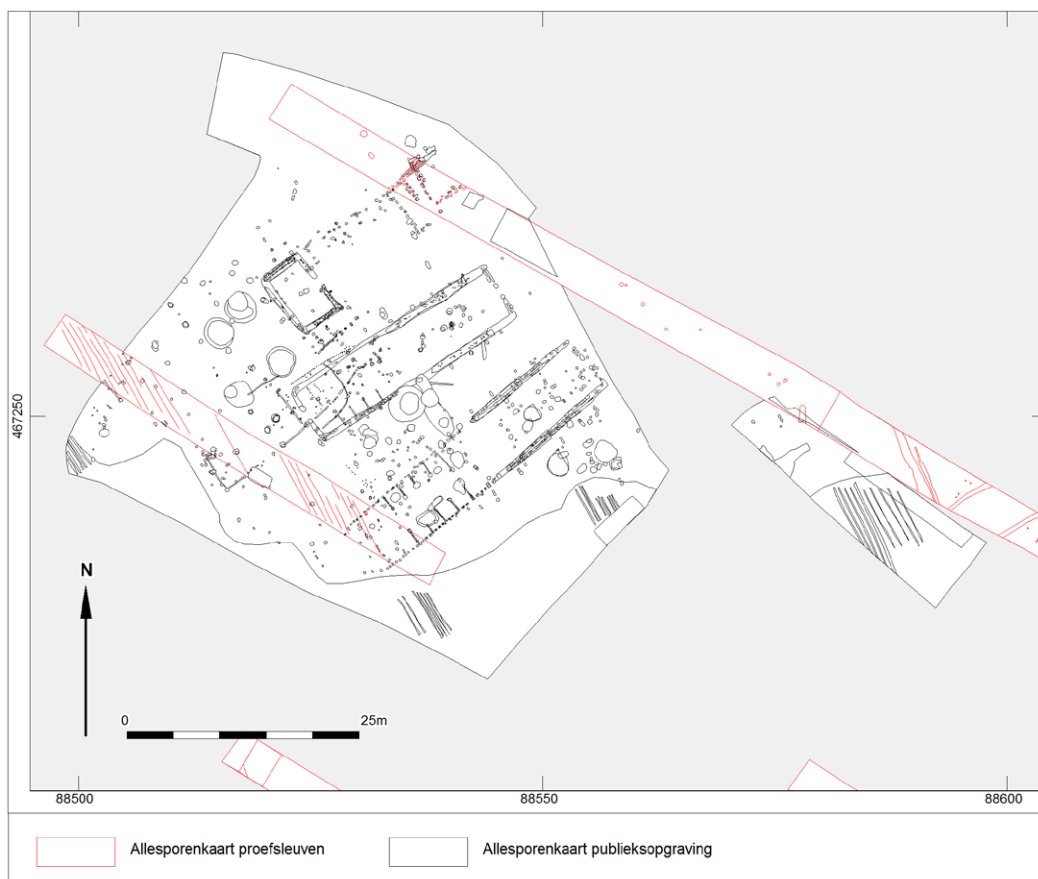 467250
N
0 25m
88500 88550 88600
Allesporenkaart proefsleuven Allesporenkaart publieksopgraving